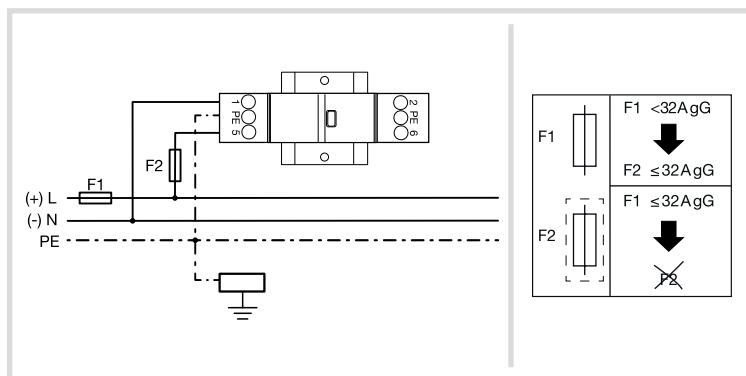 1
PE
5
2
PE
6
F2
F1
(+) L
(-) N
PE
F1
F1 <32AgG
F2 ≤32AgG
F2
F1 ≤32AgG
F2